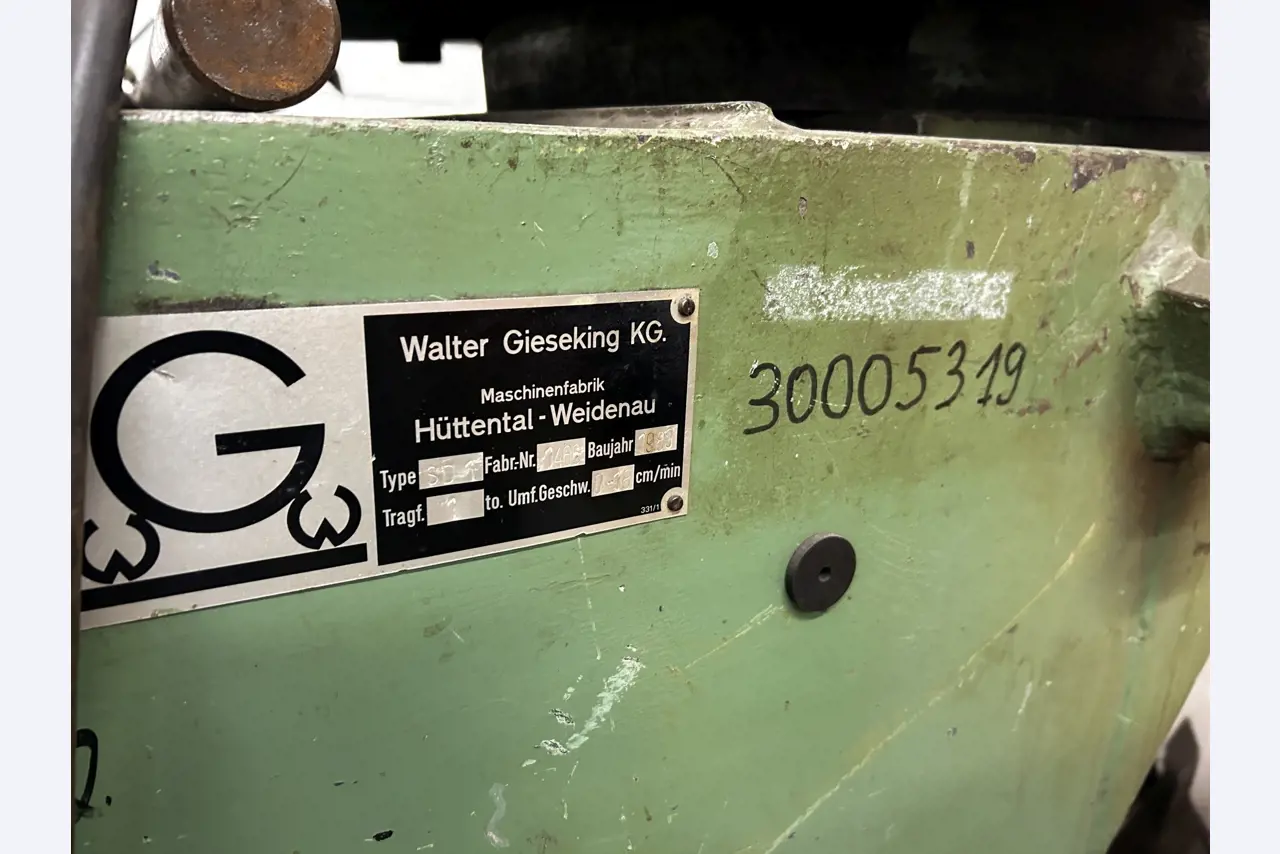 Walter Gieseking KG.
Maschinenfabrik
Hüttental-Weidenau
Type Fabr.-Nr. Baujahr
Tragf. 1 to. Umf.Geschw. cm/min
331/1
30005319